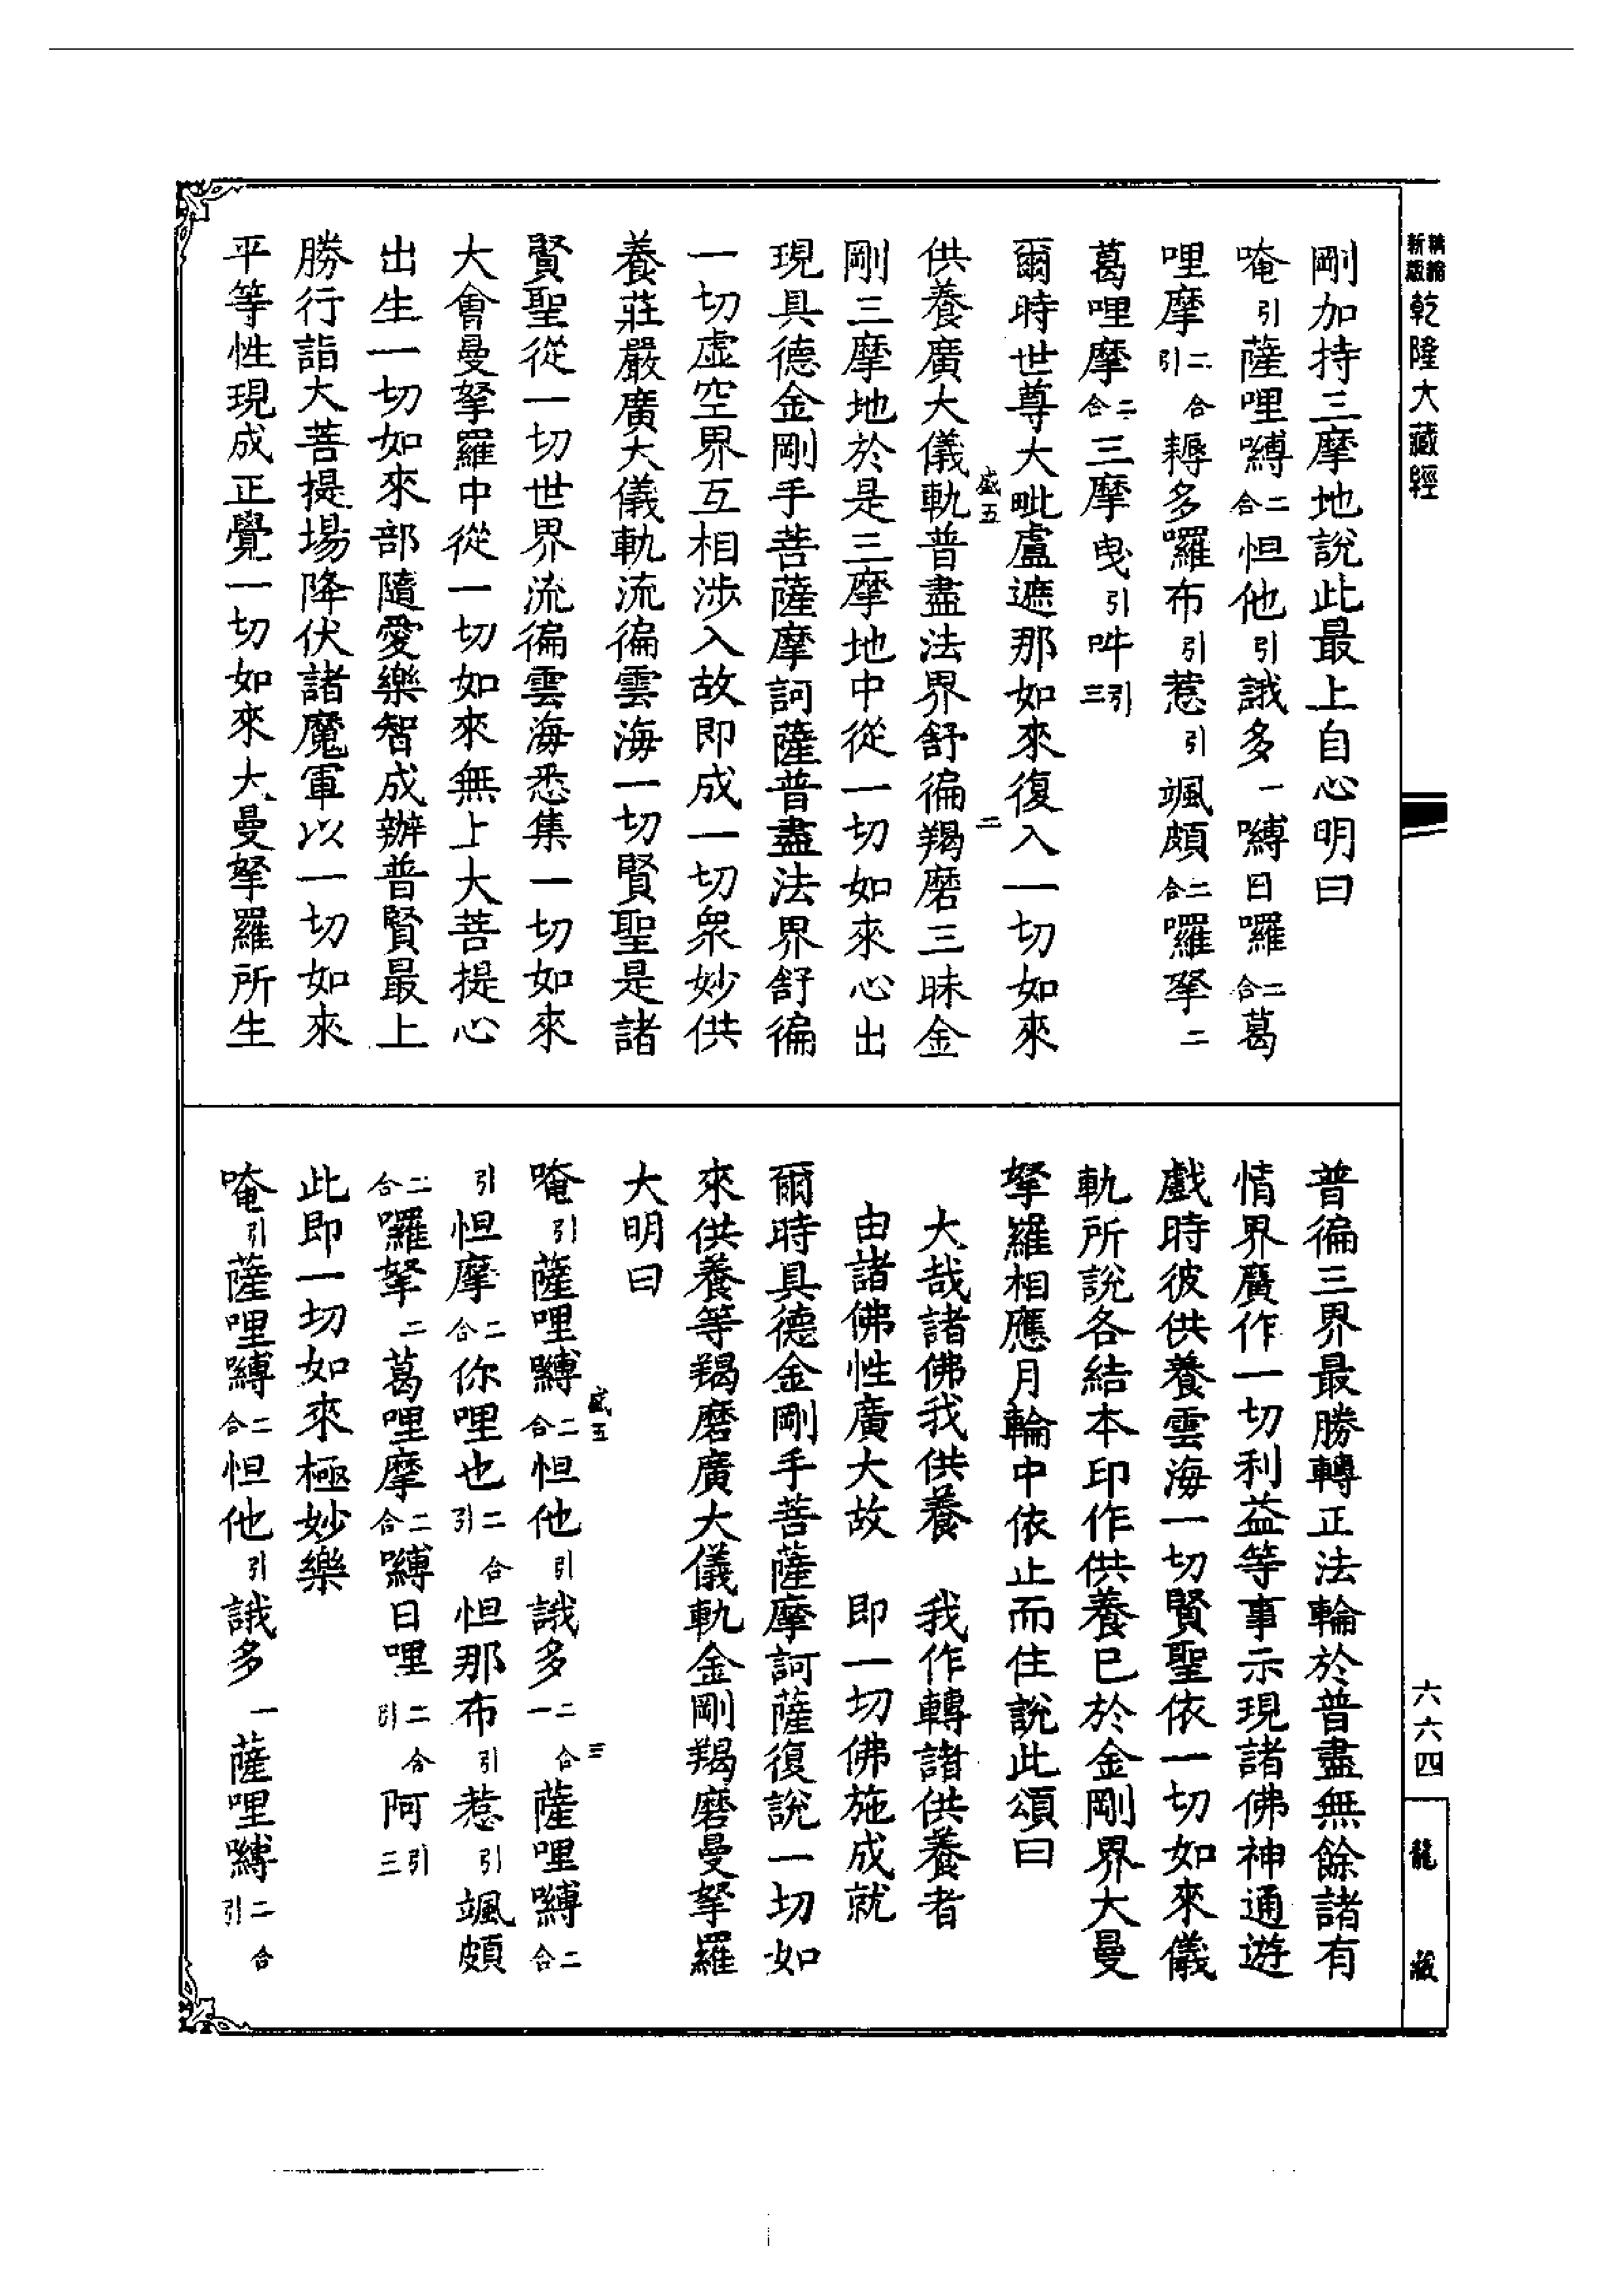 新版 精縮 乾隆大藏經
剛加持三摩地說此最上自心明曰
唵引薩哩嚩二合怛他引誐多一嚩日囉二合葛
哩摩二合引耨多囉布引惹引颯頗二合囉拏二
葛哩摩二合三摩曳引吽引三
爾時世尊大毗盧遮那如來復入一切如來
盛五 二
供養廣大儀軌普盡法界舒徧羯磨三昧金
剛三摩地於是三摩地中從一切如來心出
現具德金剛手菩薩摩訶薩普盡法界舒徧
一切虛空界互相涉入故即成一切眾妙供
養莊嚴廣大儀軌流徧雲海一切賢聖是諸
賢聖從一切世界流徧雲海悉集一切如來
大會曼拏羅中從一切如來無上大菩提心
出生一切如來部隨愛樂智成辦普賢最上
勝行詣大菩提場降伏諸魔軍以一切如來
平等性現成正覺一切如來大曼拏羅所生
普徧三界最勝轉正法輪於普盡無餘諸有
情界廣作一切利益等事示現諸佛神通遊
戲時彼供養雲海一切賢聖依一切如來儀
軌所說各結本印作供養已於金剛界大曼
拏羅相應月輪中依止而住說此頌曰
大哉諸佛我供養　我作轉諸供養者
由諸佛性廣大故　即一切佛施成就
爾時具德金剛手菩薩摩訶薩復說一切如
來供養等羯磨廣大儀軌金剛羯磨曼拏羅
大明曰
盛五 三
唵引薩哩嚩二合怛他引誐多二合一薩哩嚩二合
引怛摩二合你哩也二合引怛那布引惹引颯頗
二合囉拏二葛哩摩二合嚩日哩二合引阿引三
此即一切如來極妙樂
唵引薩哩嚩二合怛他引誐多一薩哩嚩二合引
六六四
龍藏